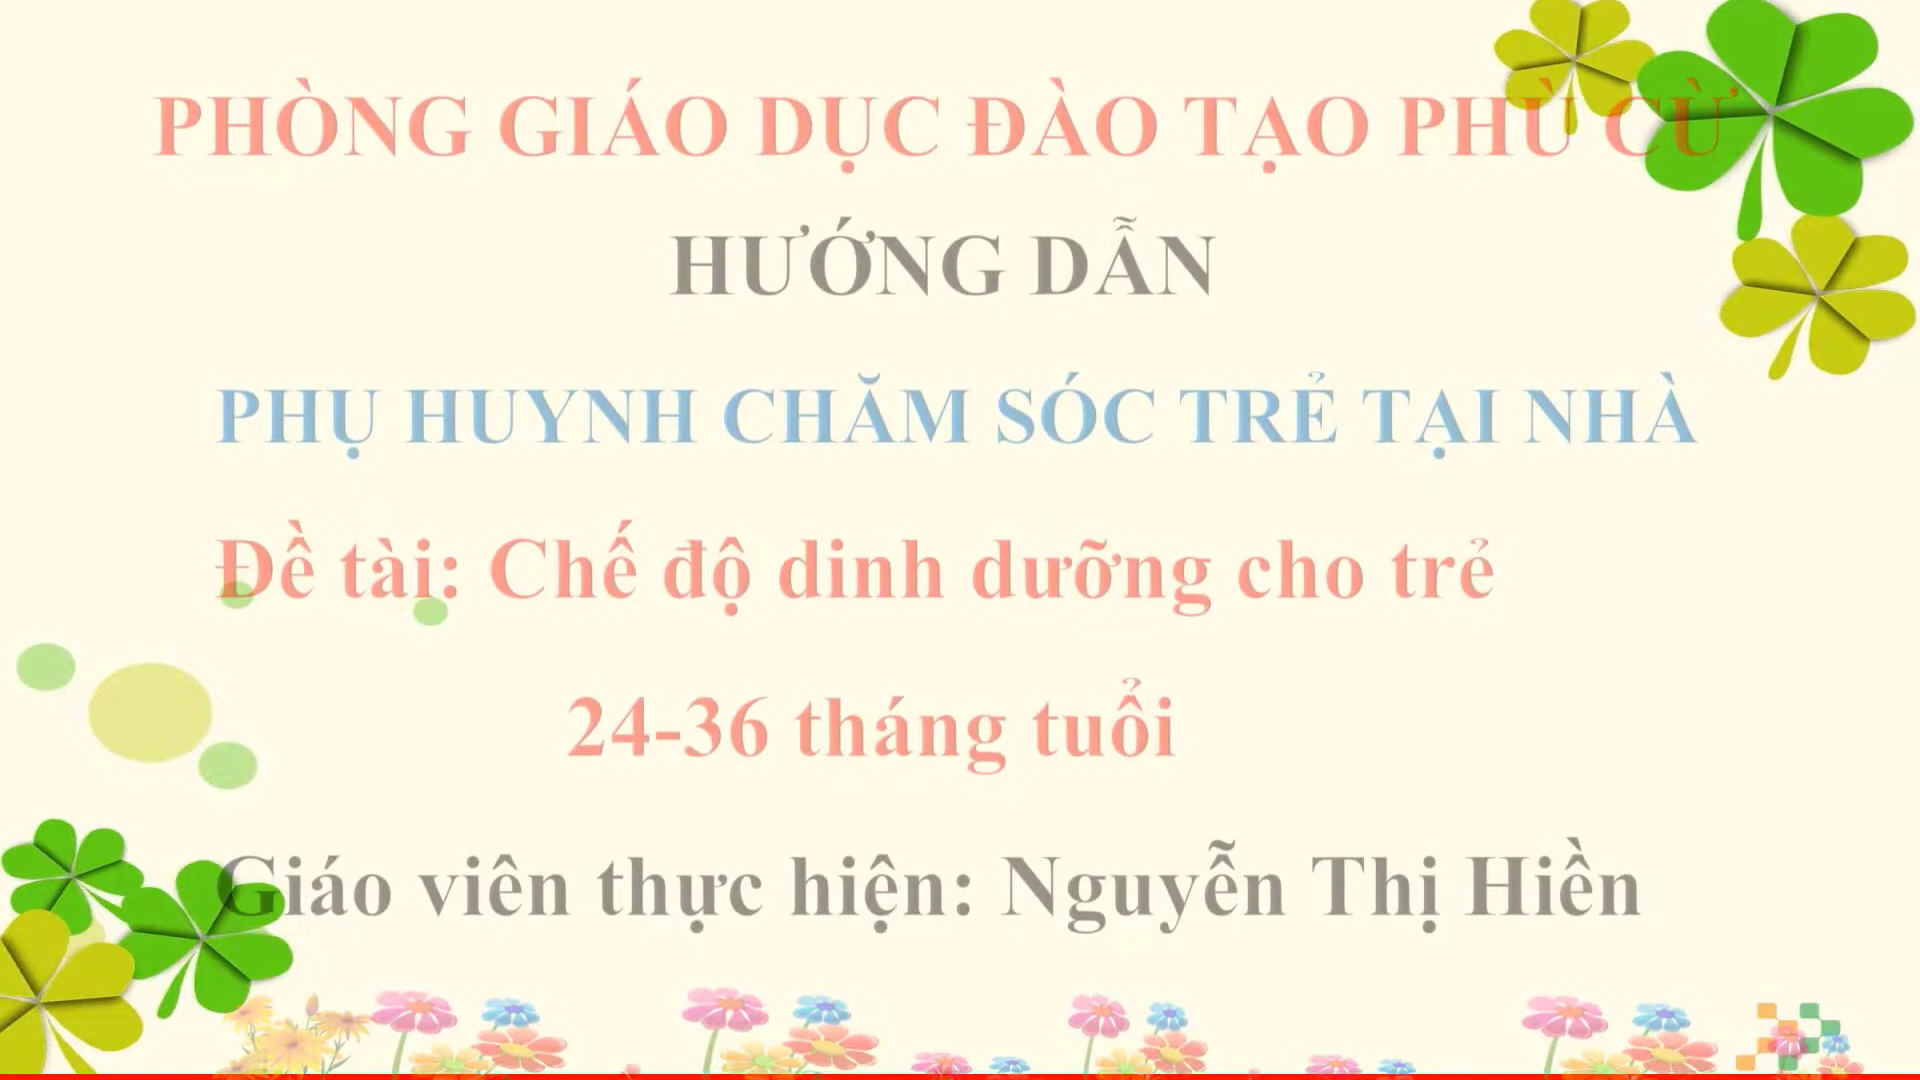 PHÒNG GIÁO DỤC ĐÀO TẠO PHÙ CỪ
HƯỚNG DẪN
PHỤ HUYNH CHĂM SÓC TRẺ TẠI NHÀ
Đề tài: Chế độ dinh dưỡng cho trẻ
24-36 tháng tuổi
Giáo viên thực hiện: Nguyễn Thị Hiền